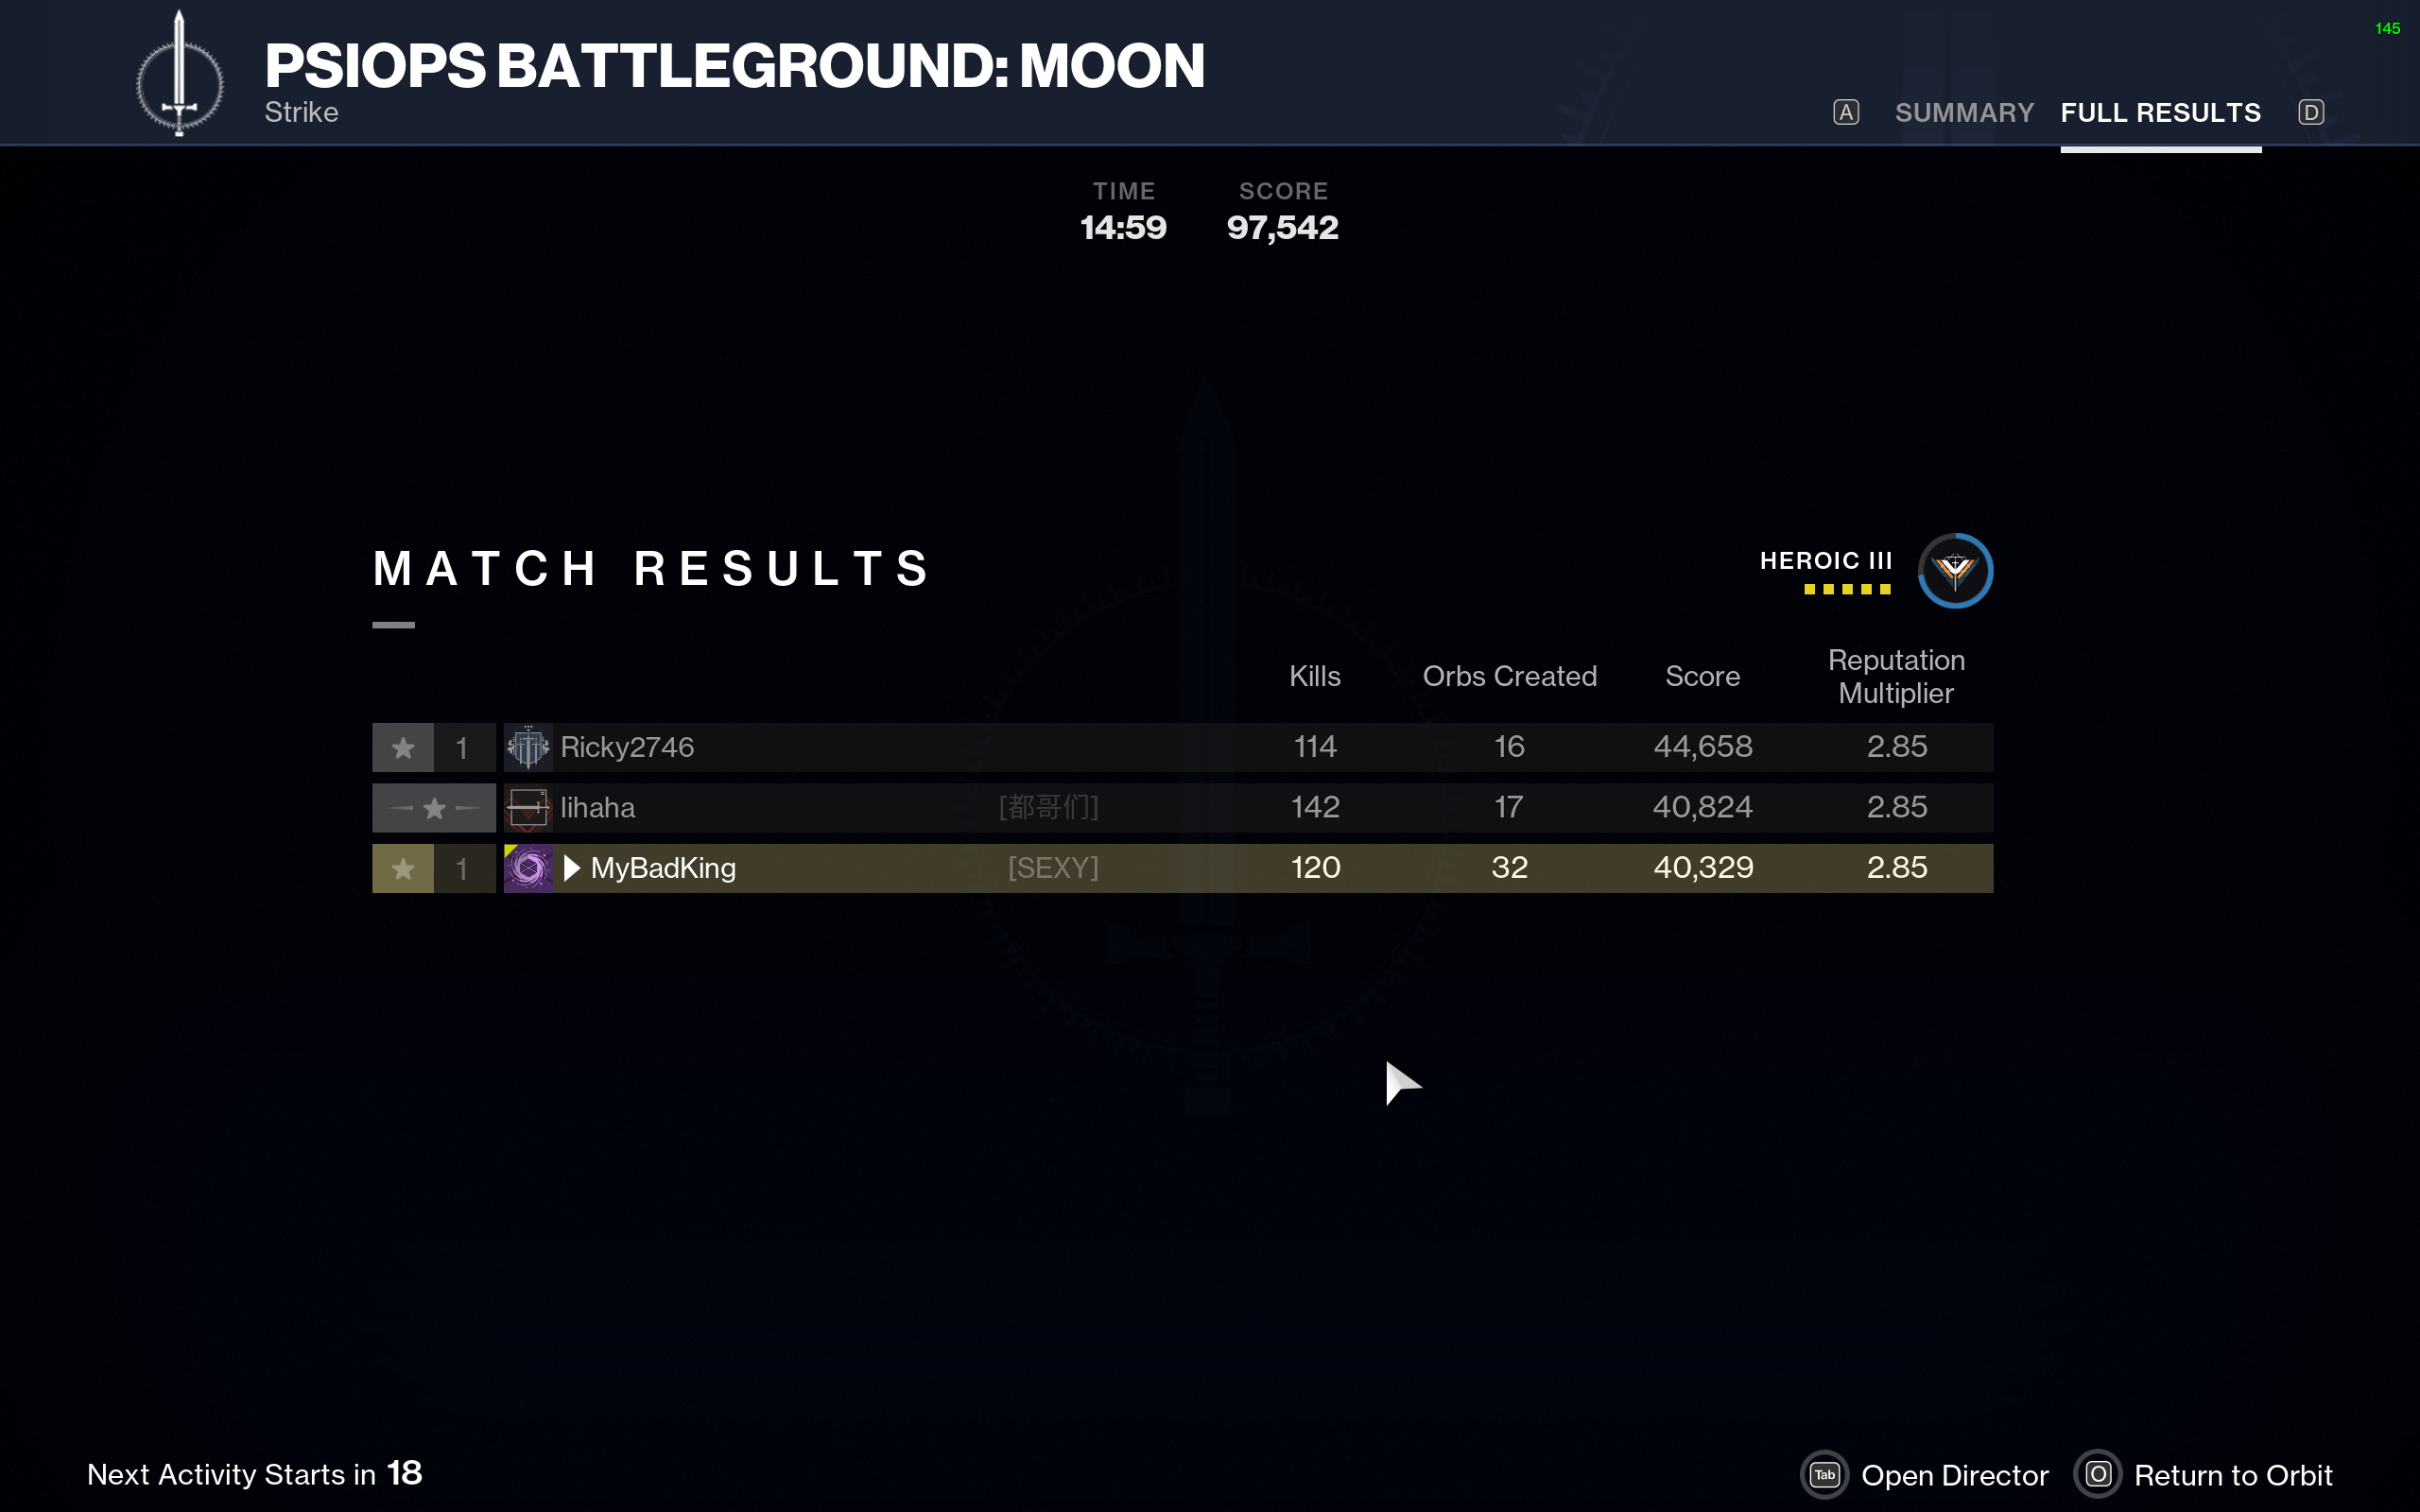 145
PSIOPS BATTLEGROUND: MOON
Strike
A SUMMARY FULL RESULTS D
TIME SCORE
14:59 97,542
MATCH RESULTS
HEROIC III
Kills Orbs Created Score Reputation
Multiplier
1 Ricky2746 114 16 44,658 2.85
lihaha [都哥们] 142 17 40,824 2.85
1 MyBadKing [SEXY] 120 32 40,329 2.85
Next Activity Starts in 18
Tab Open Director O Return to Orbit